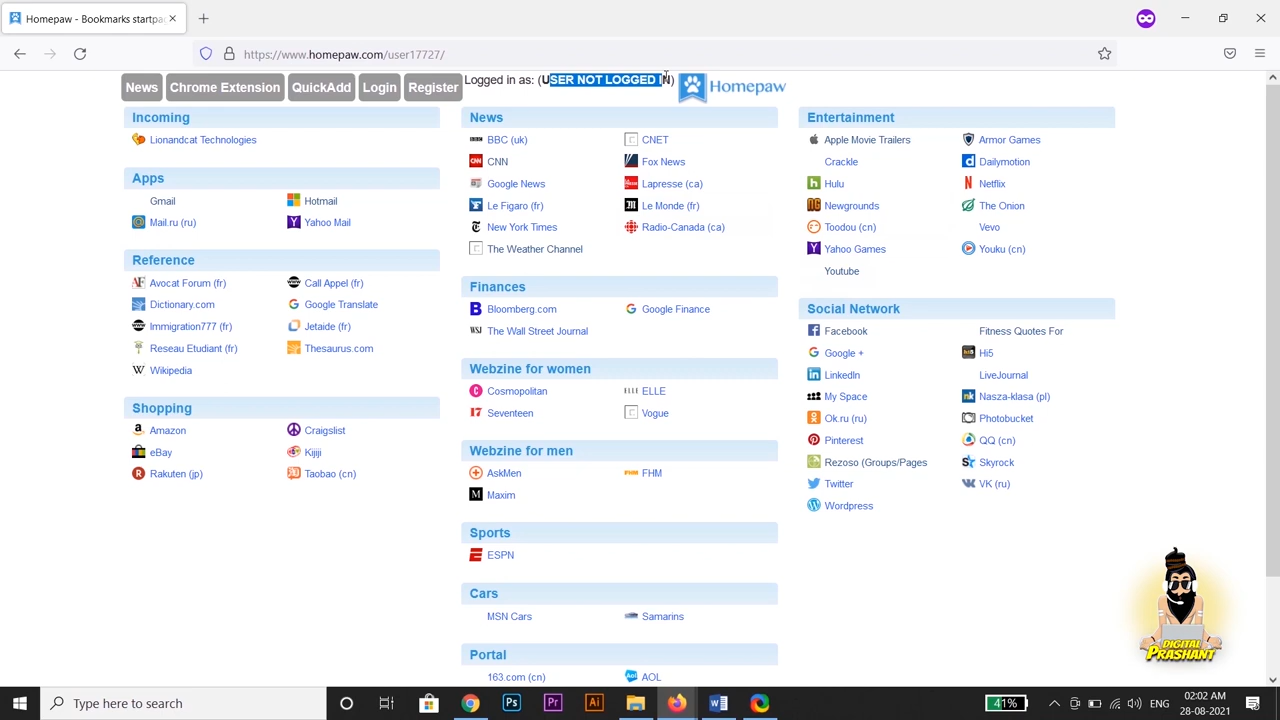 Homepaw - Bookmarks startpa
https://www.homepaw.com/user17727/
News Chrome Extension QuickAdd Login Register Logged in as: (USER NOT LOGGED IN) Homepaw
Incoming
Lionandcat Technologies
Apps
Gmail Hotmail
Mail.ru (ru) Yahoo Mail
Reference
Avocat Forum (fr) Call Appel (fr)
Dictionary.com Google Translate
Immigration777 (fr) Jetaide (fr)
Reseau Etudiant (fr) Thesaurus.com
Wikipedia
Shopping
Amazon Craigslist
eBay Kijiji
Rakuten (jp) Taobao (cn)
News
BBC (uk) CNET
CNN Fox News
Google News Lapresse (ca)
Le Figaro (fr) Le Monde (fr)
New York Times Radio-Canada (ca)
The Weather Channel
Finances
Bloomberg.com Google Finance
The Wall Street Journal
Webzine for women
Cosmopolitan ELLE
Seventeen Vogue
Webzine for men
AskMen FHM
Maxim
Sports
ESPN
Cars
MSN Cars Samarins
Portal
163.com (cn) AOL
Entertainment
Apple Movie Trailers Armor Games
Crackle Dailymotion
Hulu Netflix
Newgrounds The Onion
Toodou (cn) Vevo
Yahoo Games Youku (cn)
Youtube
Social Network
Facebook Fitness Quotes For
Google + Hi5
LinkedIn LiveJournal
My Space Nasza-klasa (pl)
Ok.ru (ru) Photobucket
Pinterest QQ (cn)
Rezoso (Groups/Pages Skyrock
Twitter VK (ru)
Wordpress
DIGITAL
PRASHANT
Type here to search
41%
ENG
02:02 AM
28-08-2021